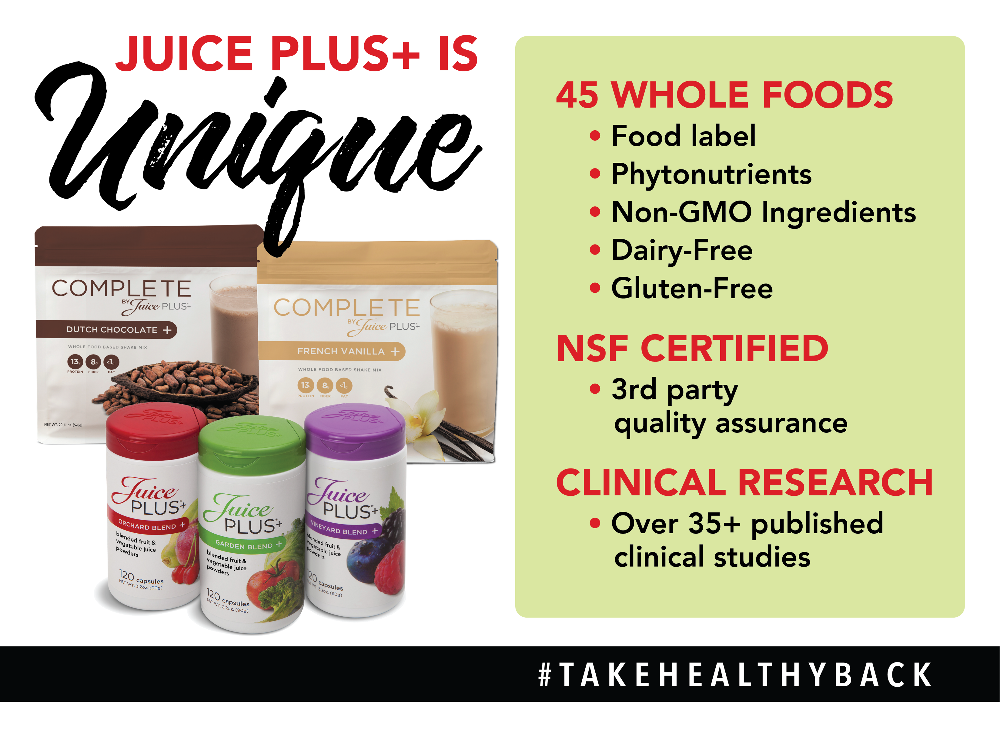 JUICE PLUS+ IS
Unique
COMPLETE
BY Juice PLUS+
DUTCH CHOCOLATE +
WHOLE FOOD BASED SHAKE MIX
13g 8g <1g
PROTEIN FIBER FAT
NET WT. 20.11 oz. (570g)
COMPLETE
BY Juice PLUS+
FRENCH VANILLA +
WHOLE FOOD BASED SHAKE MIX
13g 8g <1g
PROTEIN FIBER FAT
Juice
PLUS+
Juice
PLUS®+
ORCHARD BLEND +
blended fruit &
vegetable juice
powders
120 capsules
NET WT. 3.2oz. (90g)
Juice
PLUS+
Juice
PLUS®+
GARDEN BLEND +
blended fruit &
vegetable juice
powders
120 capsules
NET WT. 3.2oz. (90g)
Juice
PLUS+
Juice
PLUS®+
VINEYARD BLEND +
blended fruit &
vegetable juice
powders
120 capsules
NET WT. 3.2oz. (90g)
45 WHOLE FOODS
• Food label
• Phytonutrients
• Non-GMO Ingredients
• Dairy-Free
• Gluten-Free
NSF CERTIFIED
• 3rd party
quality assurance
CLINICAL RESEARCH
• Over 35+ published
clinical studies
#TAKEHEALTHYBACK